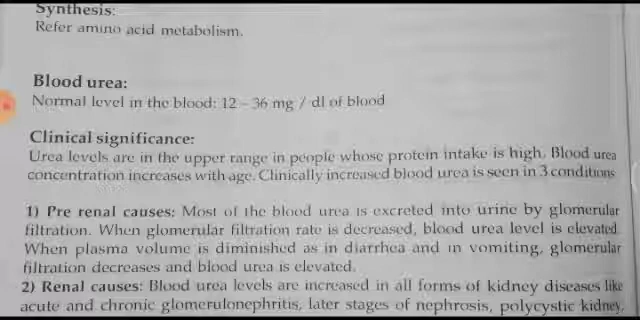 Synthesis:
Refer amino acid metabolism.
Blood urea:
Normal level in the blood: 12 – 36 mg / dl of blood
Clinical significance:
Urea levels are in the upper range in people whose protein intake is high. Blood urea
concentration increases with age. Clinically increased blood urea is seen in 3 conditions
1) Pre renal causes: Most of the blood urea is excreted into urine by glomerular
filtration. When glomerular filtration rate is decreased, blood urea level is elevated.
When plasma volume is diminished as in diarrhea and in vomiting, glomerular
filtration decreases and blood urea is elevated.
2) Renal causes: Blood urea levels are increased in all forms of kidney diseases like
acute and chronic glomerulonephritis, later stages of nephrosis, polycystic kidney,